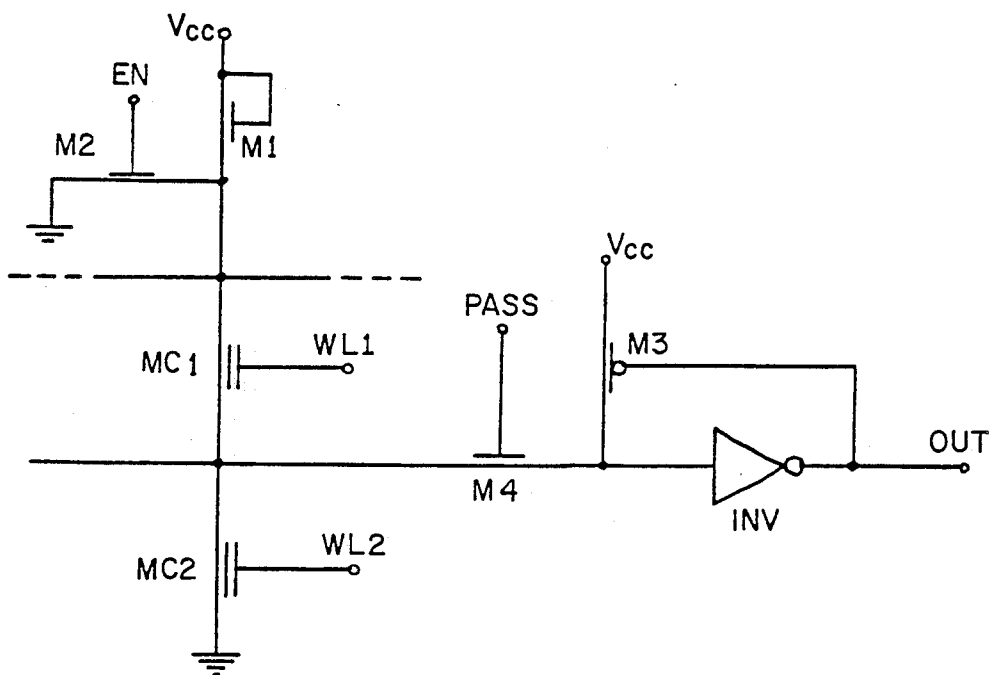 Vcc
EN
M2
M1
Vcc
PASS
WL1
MC1
M3
OUT
M4
INV
WL2
MC2